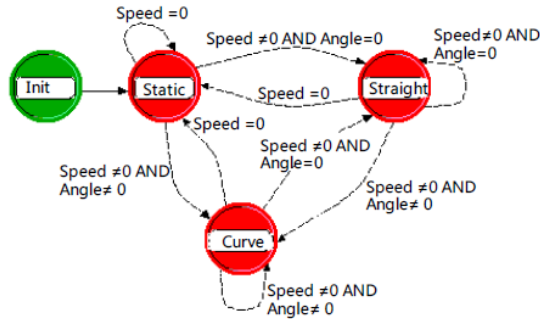 Speed =0
Speed ≠0 AND Angle=0
Speed≠0 AND
Angle=0
Init
Static
Straight
Speed =0
Speed =0
Speed ≠0 AND
Angle=0
Speed ≠0 AND
Angle≠ 0
Speed ≠0 AND
Angle≠ 0
Curve
Speed ≠0 AND
Angle≠ 0